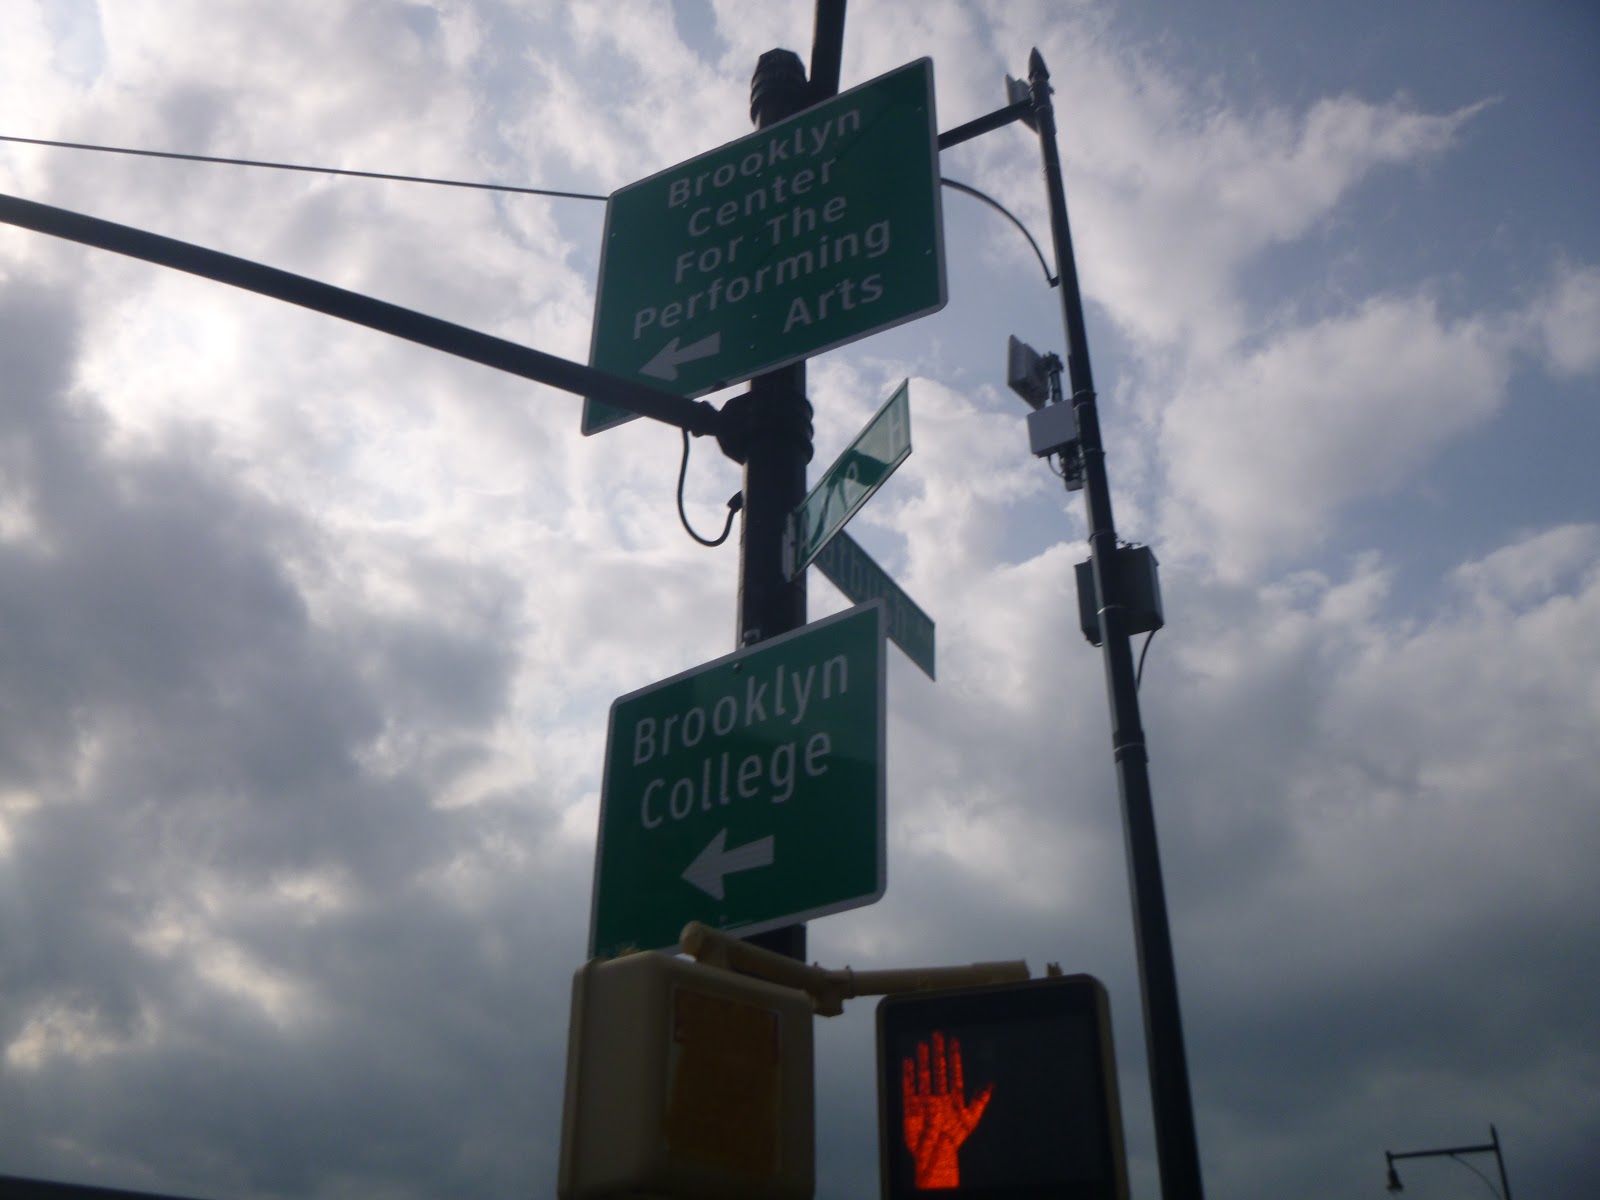 Brooklyn
Center
For The
Performing
Arts
Brooklyn
College